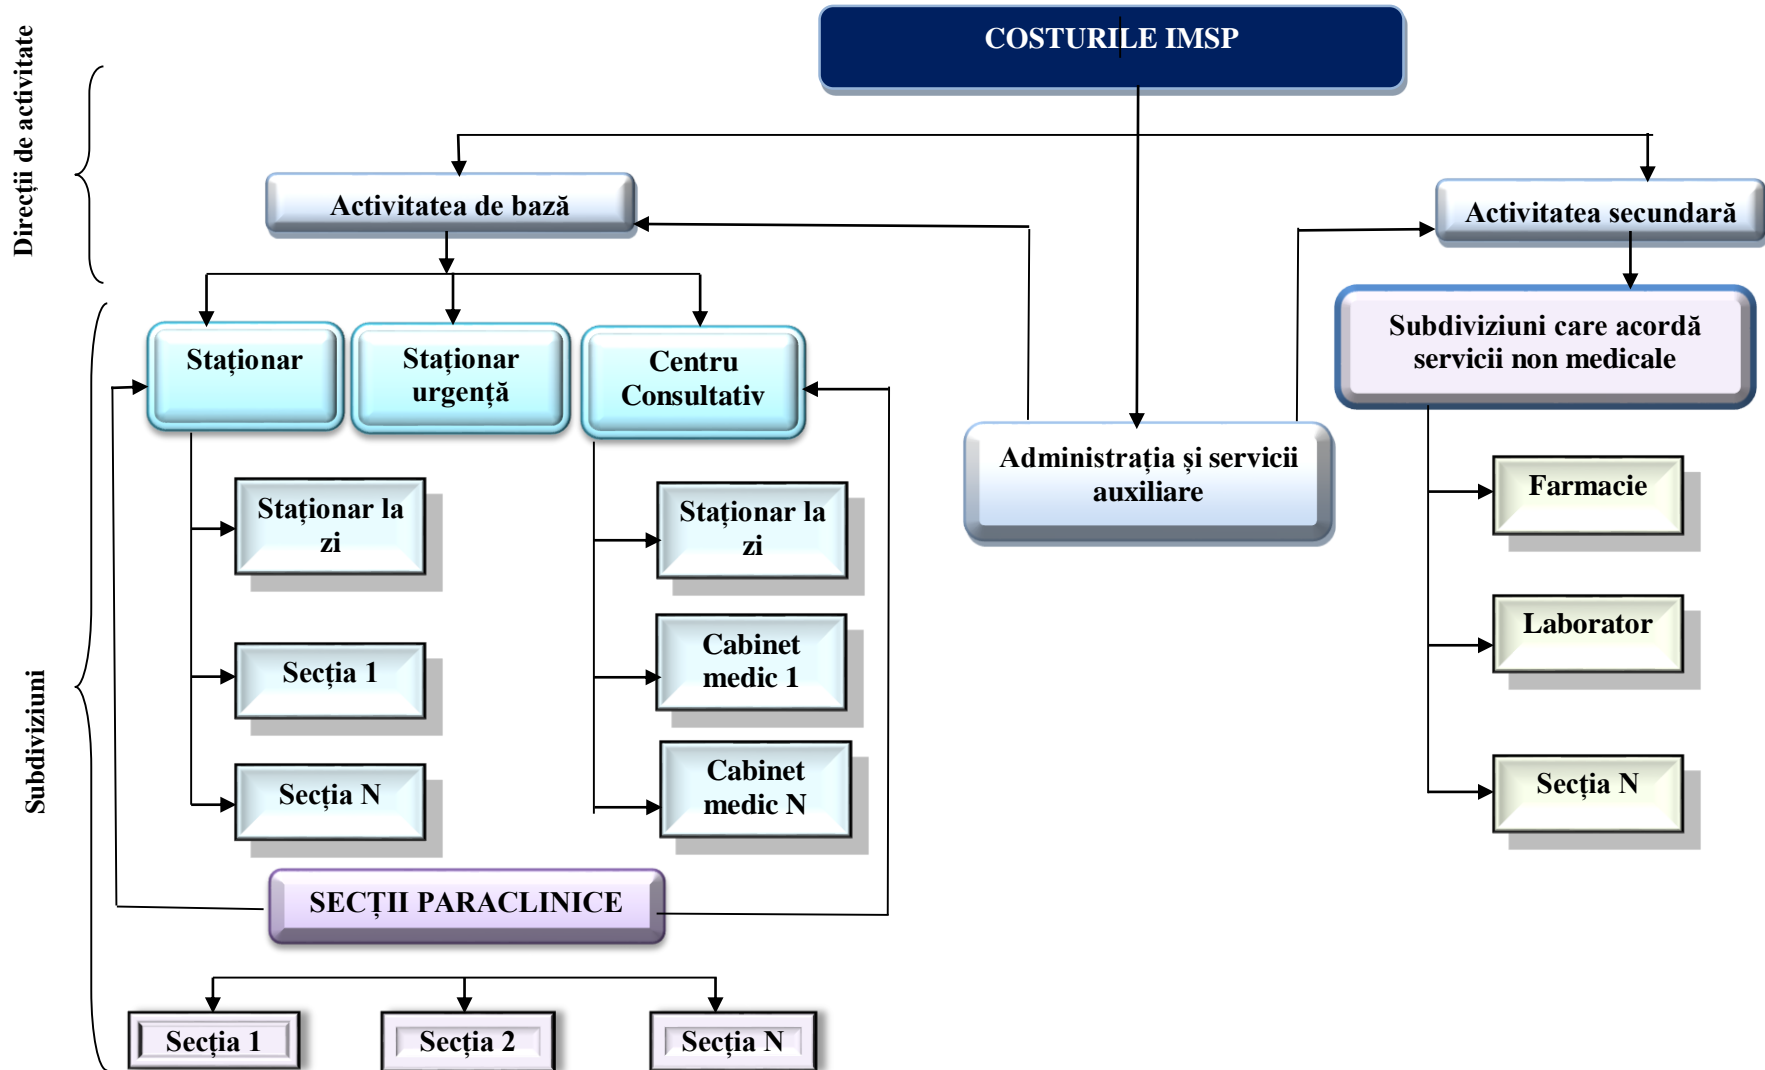 COSTURILE IMSP
Direcții de activitate
Activitatea de bază
Activitatea secundară
Subdiviziuni
Staționar
Staționar
urgență
Centru
Consultativ
Subdiviziuni care acordă
servicii non medicale
Administrația și servicii
auxiliare
Staționar la
zi
Secția 1
Secția N
Staționar la
zi
Cabinet
medic 1
Cabinet
medic N
Farmacie
Laborator
Secția N
SECȚII PARACLINICE
Secția 1
Secția 2
Secția N